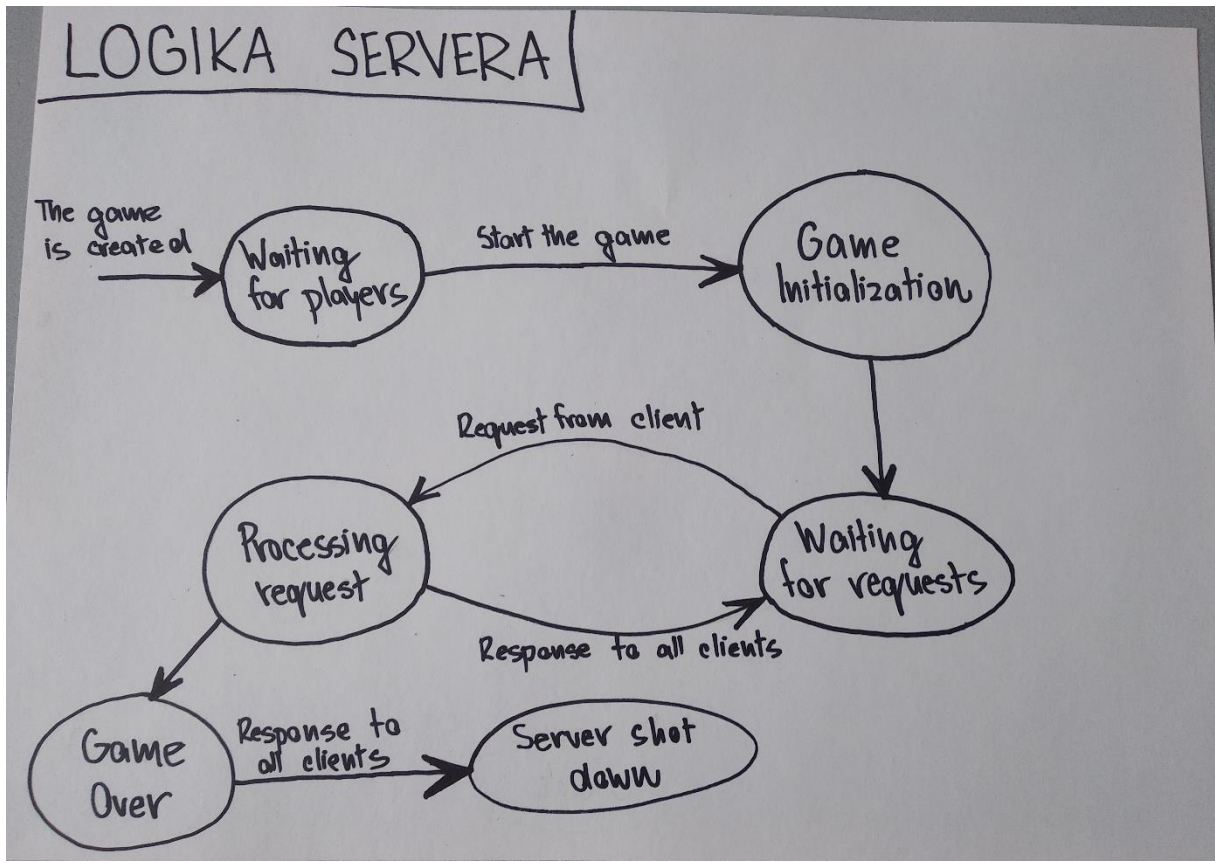 LOGIKA SERVERA
The game
is created
Waiting
for players
Start the game
Game
Initialization
Request from client
Processing
request
Waiting
for requests
Response to all clients
Game
Over
Response to
all clients
Server shot
down